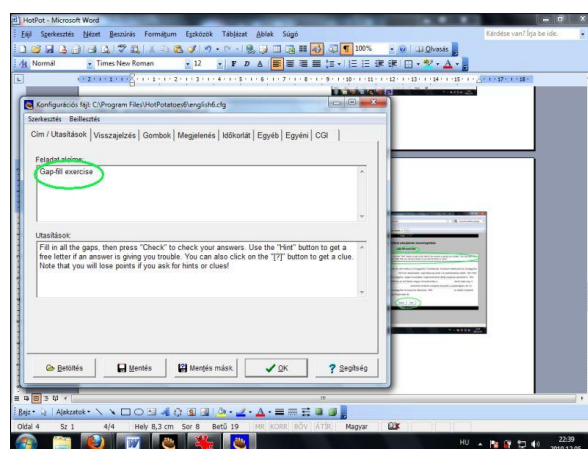 HotPot - Microsoft Word
Fájl Szerkesztés Nézet Beszúrás Formátum Eszközök Táblázat Ablak Súgó
Kérdése van? Írja be ide.
100%
Olvasás
Normál Times New Roman 12
Konfigurációs fájl: C:\Program Files\HotPotatoes6\english6.cfg
Szerkesztés Beillesztés
Cím / Utasítások Visszajelzés Gombok Megjelenés Időkorlát Egyéb Egyéni CGI
Feladat alcíme:
Gap-fill exercise
Utasítások:
Fill in all the gaps, then press "Check" to check your answers. Use the "Hint" button to get a
free letter if an answer is giving you trouble. You can also click on the "[?]" button to get a clue.
Note that you will lose points if you ask for hints or clues!
Betöltés Mentés Mentés másk. OK Segítség
Rajz Alakzatok
Oldal 4 Sz 1 4/4 Hely 8,3 cm Sor 8 Betű 19 MR KORR BŐV ÁTÍR Magyar
HU 22:39
2010.12.05.